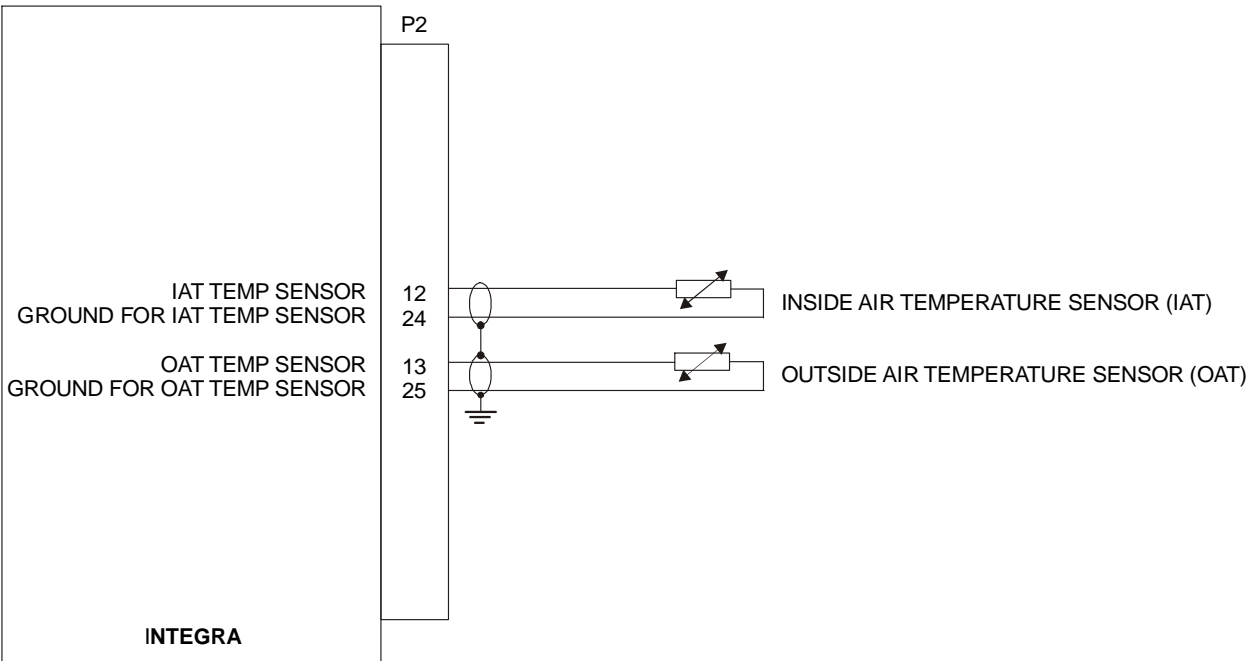 P2
IAT TEMP SENSOR 12
GROUND FOR IAT TEMP SENSOR 24
INSIDE AIR TEMPERATURE SENSOR (IAT)
OAT TEMP SENSOR 13
GROUND FOR OAT TEMP SENSOR 25
OUTSIDE AIR TEMPERATURE SENSOR (OAT)
INTEGRA